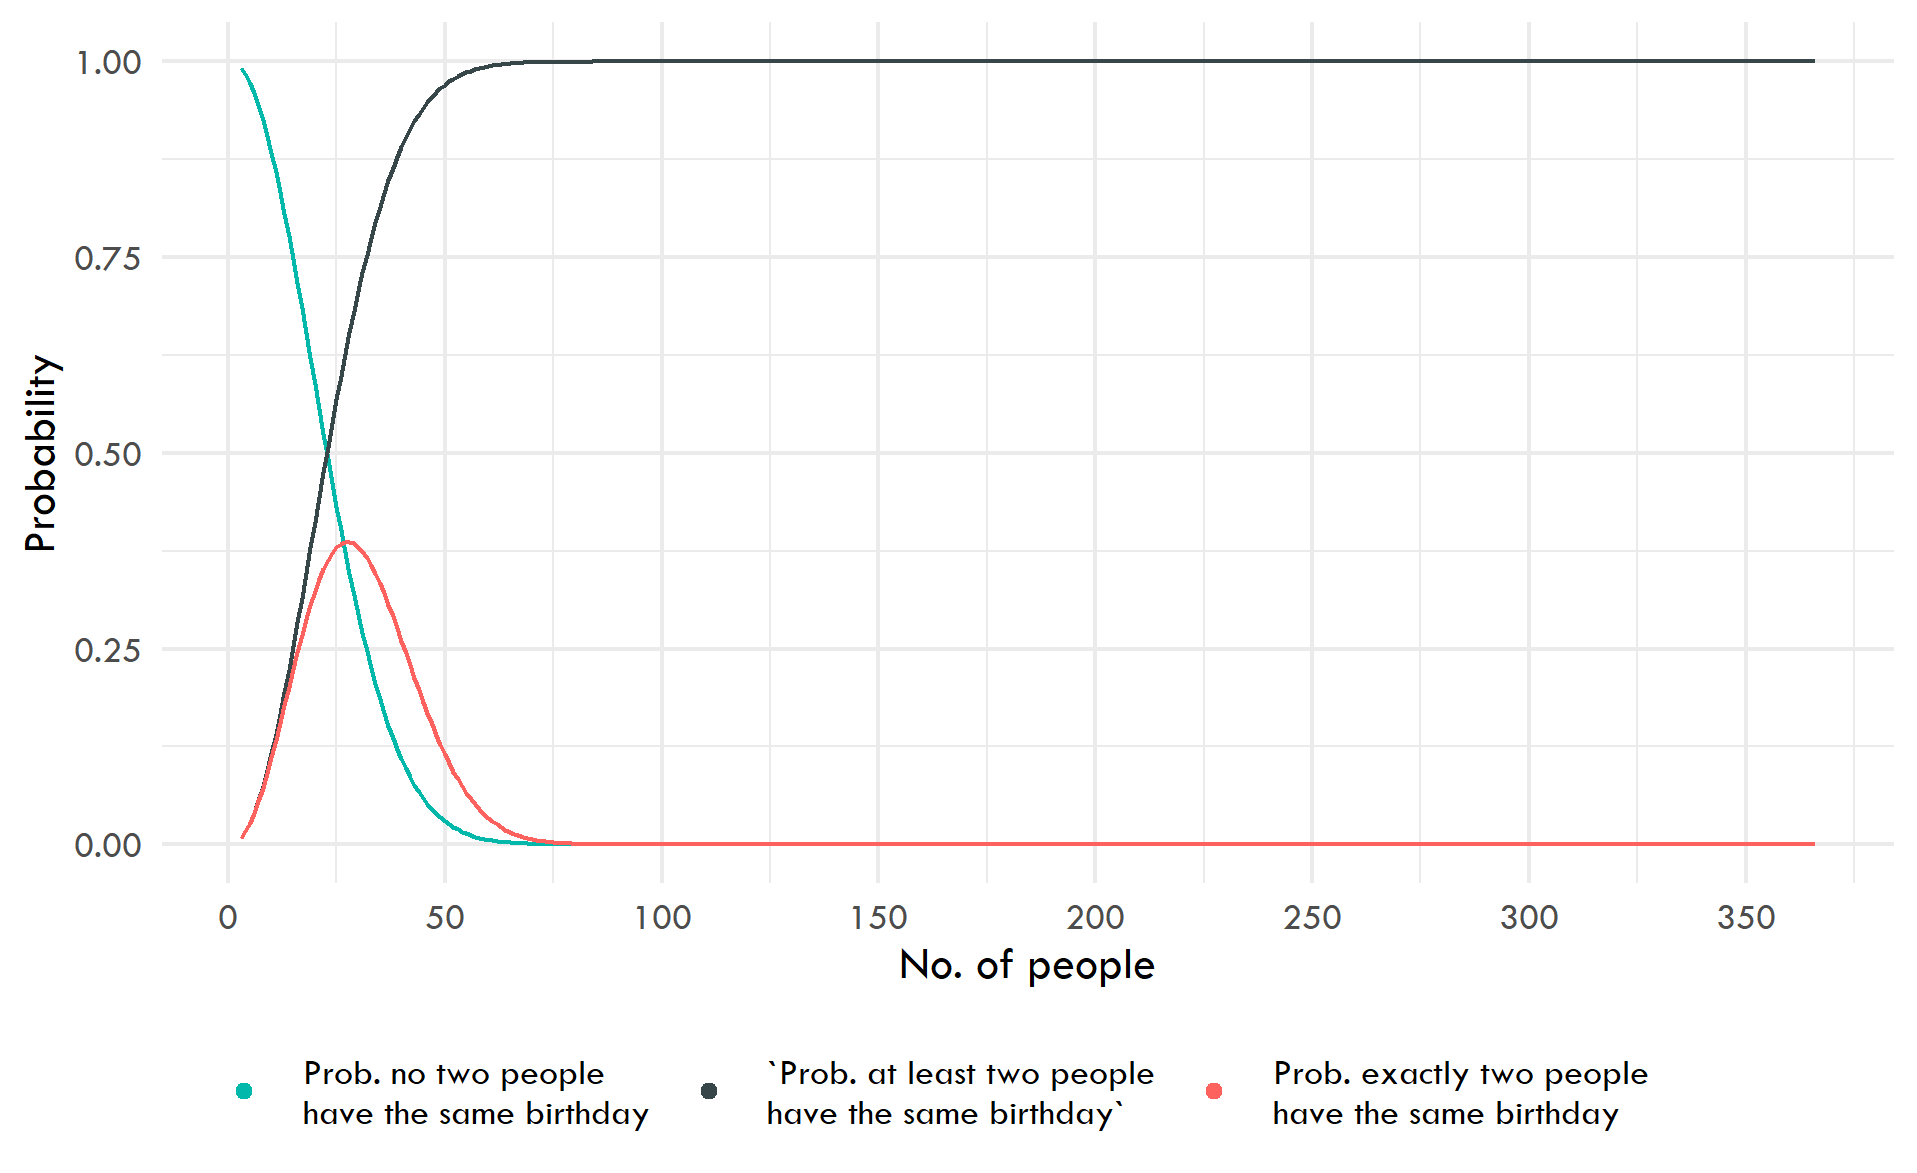 1.00
0.75
0.50
0.25
0.00
Probability
0 50 100 150 200 250 300 350
No. of people
Prob. no two people
have the same birthday
`Prob. at least two people
have the same birthday`
Prob. exactly two people
have the same birthday